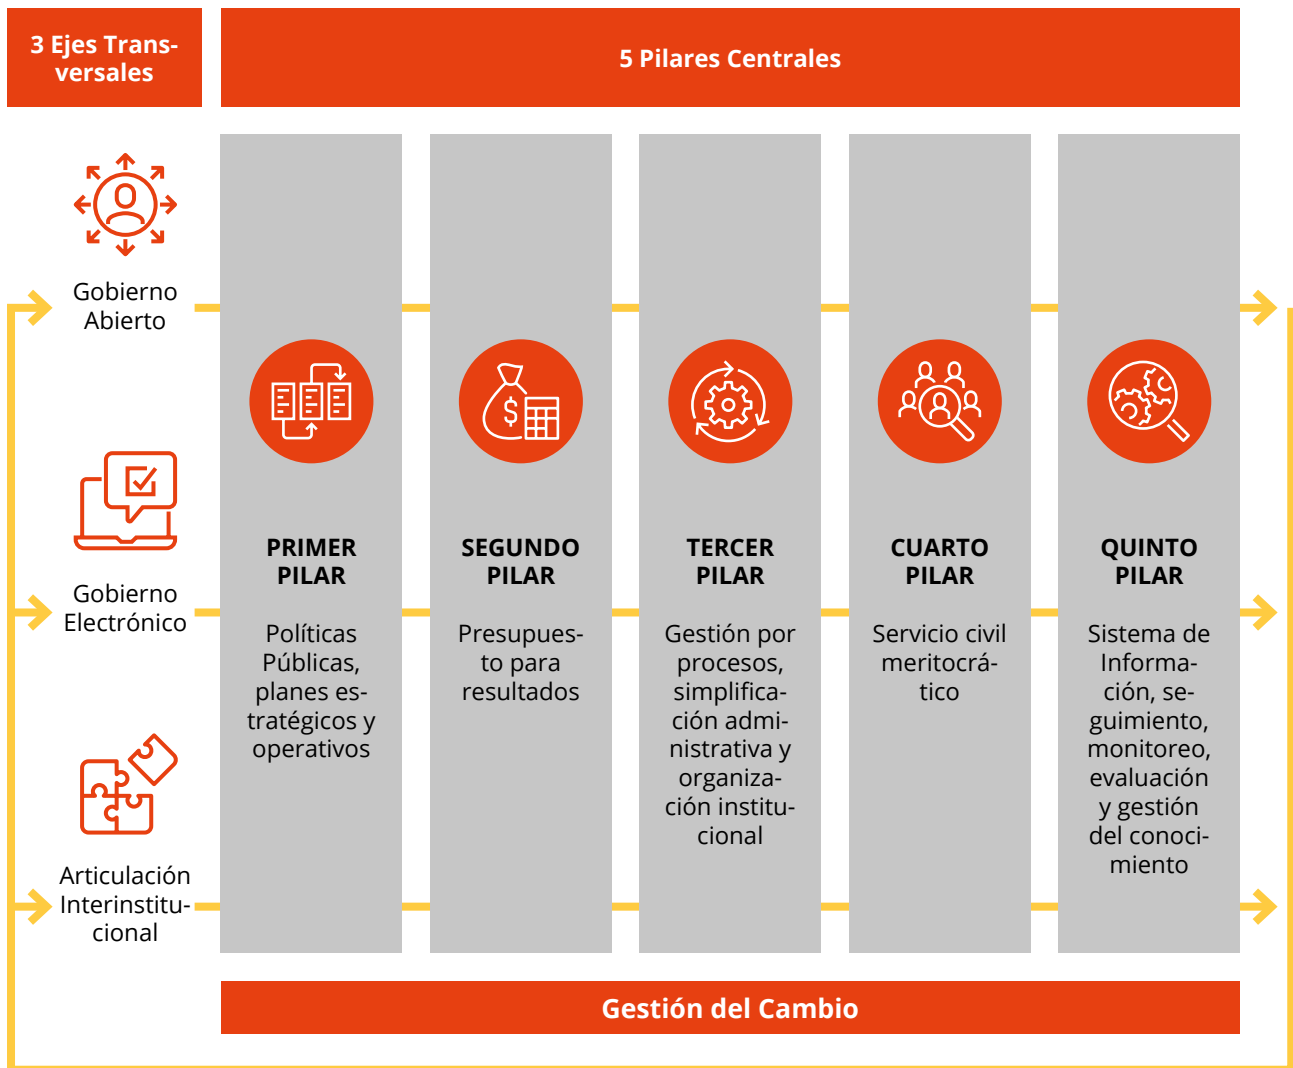 3 Ejes Trans-
versales
5 Pilares Centrales
Gobierno
Abierto
Gobierno
Electrónico
Articulación
Interinstitu-
cional
PRIMER
PILAR
Políticas
Públicas,
planes es-
tratégicos y
operativos
SEGUNDO
PILAR
Presupues-
to para
resultados
TERCER
PILAR
Gestión por
procesos,
simplifica-
ción admi-
nistrativa y
organiza-
ción institu-
cional
CUARTO
PILAR
Servicio civil
meritocrá-
tico
QUINTO
PILAR
Sistema de
Informa-
ción, se-
guimiento,
monitoreo,
evaluación
y gestión
del conoci-
miento
Gestión del Cambio